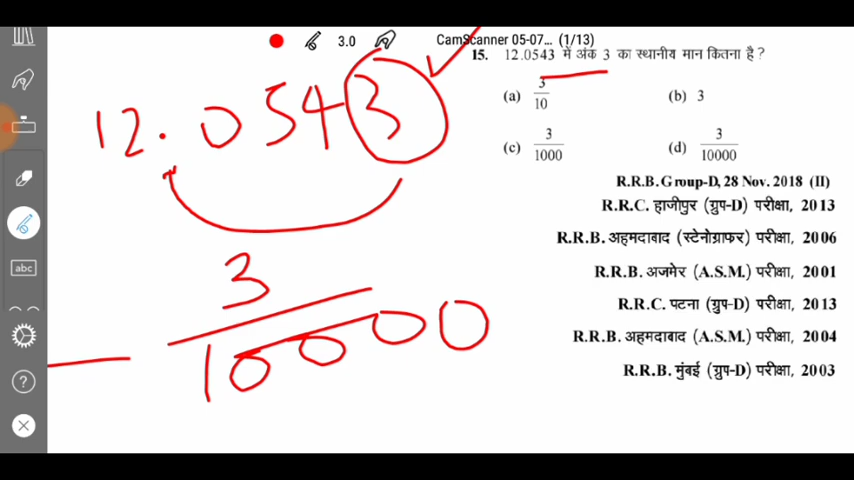 3.0 CamScanner 05-07... (1/13)
15. 12.0543 में अंक 3 का स्थानीय मान कितना है ?
(a) 3/10 (b) 3
(c) 3/1000 (d) 3/10000
R.R.B. Group-D, 28 Nov. 2018 (II)
R.R.C. हाजीपुर (ग्रुप-D) परीक्षा, 2013
R.R.B. अहमदाबाद (स्टेनोग्राफर) परीक्षा, 2006
R.R.B. अजमेर (A.S.M.) परीक्षा, 2001
R.R.C. पटना (ग्रुप-D) परीक्षा, 2013
R.R.B. अहमदाबाद (A.S.M.) परीक्षा, 2004
R.R.B. मुंबई (ग्रुप-D) परीक्षा, 2003
12.0543
3
10000
abc